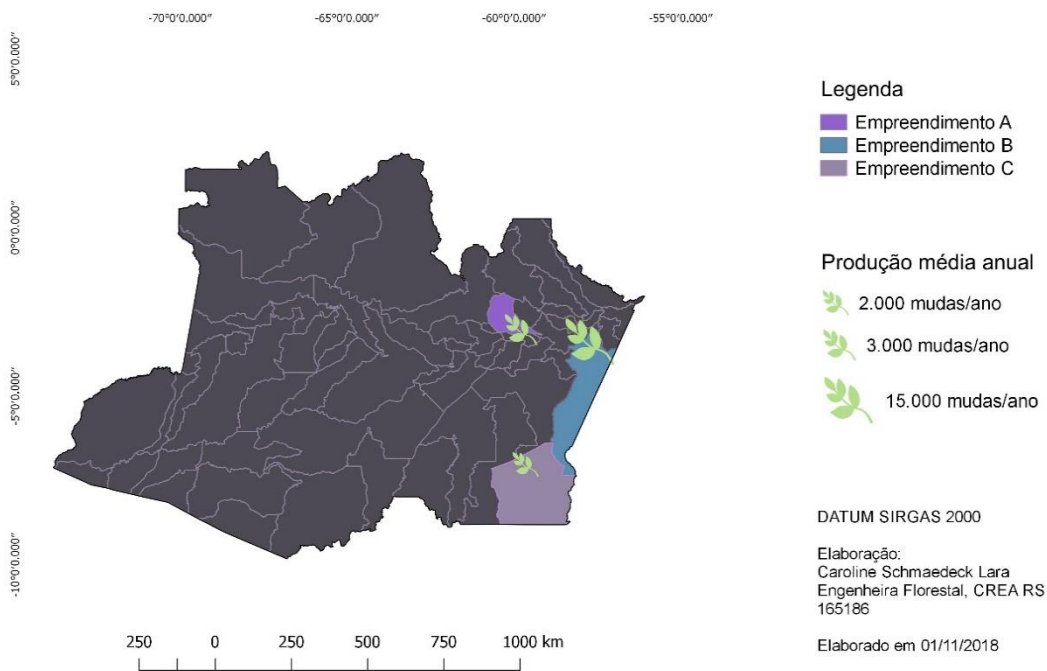 -70°0'0.000"
-65°0'0.000"
-60°0'0.000"
-55°0'0.000"
5°0'0.000"
0°0'0.000"
-5°0'0.000"
-10°0'0.000"
250 0 250 500 750 1000 km
Legenda
Empreendimento A
Empreendimento B
Empreendimento C
Produção média anual
2.000 mudas/ano
3.000 mudas/ano
15.000 mudas/ano
DATUM SIRGAS 2000
Elaboração:
Caroline Schmaedeck Lara
Engenheira Florestal, CREA RS
165186
Elaborado em 01/11/2018